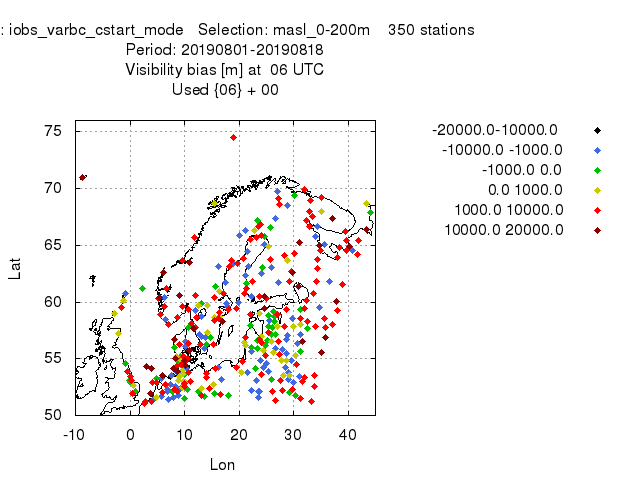 : iobs_varbc_cstart_mode Selection: masl_0-200m 350 stations
Period: 20190801-20190818
Visibility bias [m] at 06 UTC
Used {06} + 00
-20000.0-10000.0
-10000.0 -1000.0
-1000.0 0.0
0.0 1000.0
1000.0 10000.0
10000.0 20000.0
75
70
65
60
55
50
Lat
-10 0 10 20 30 40
Lon